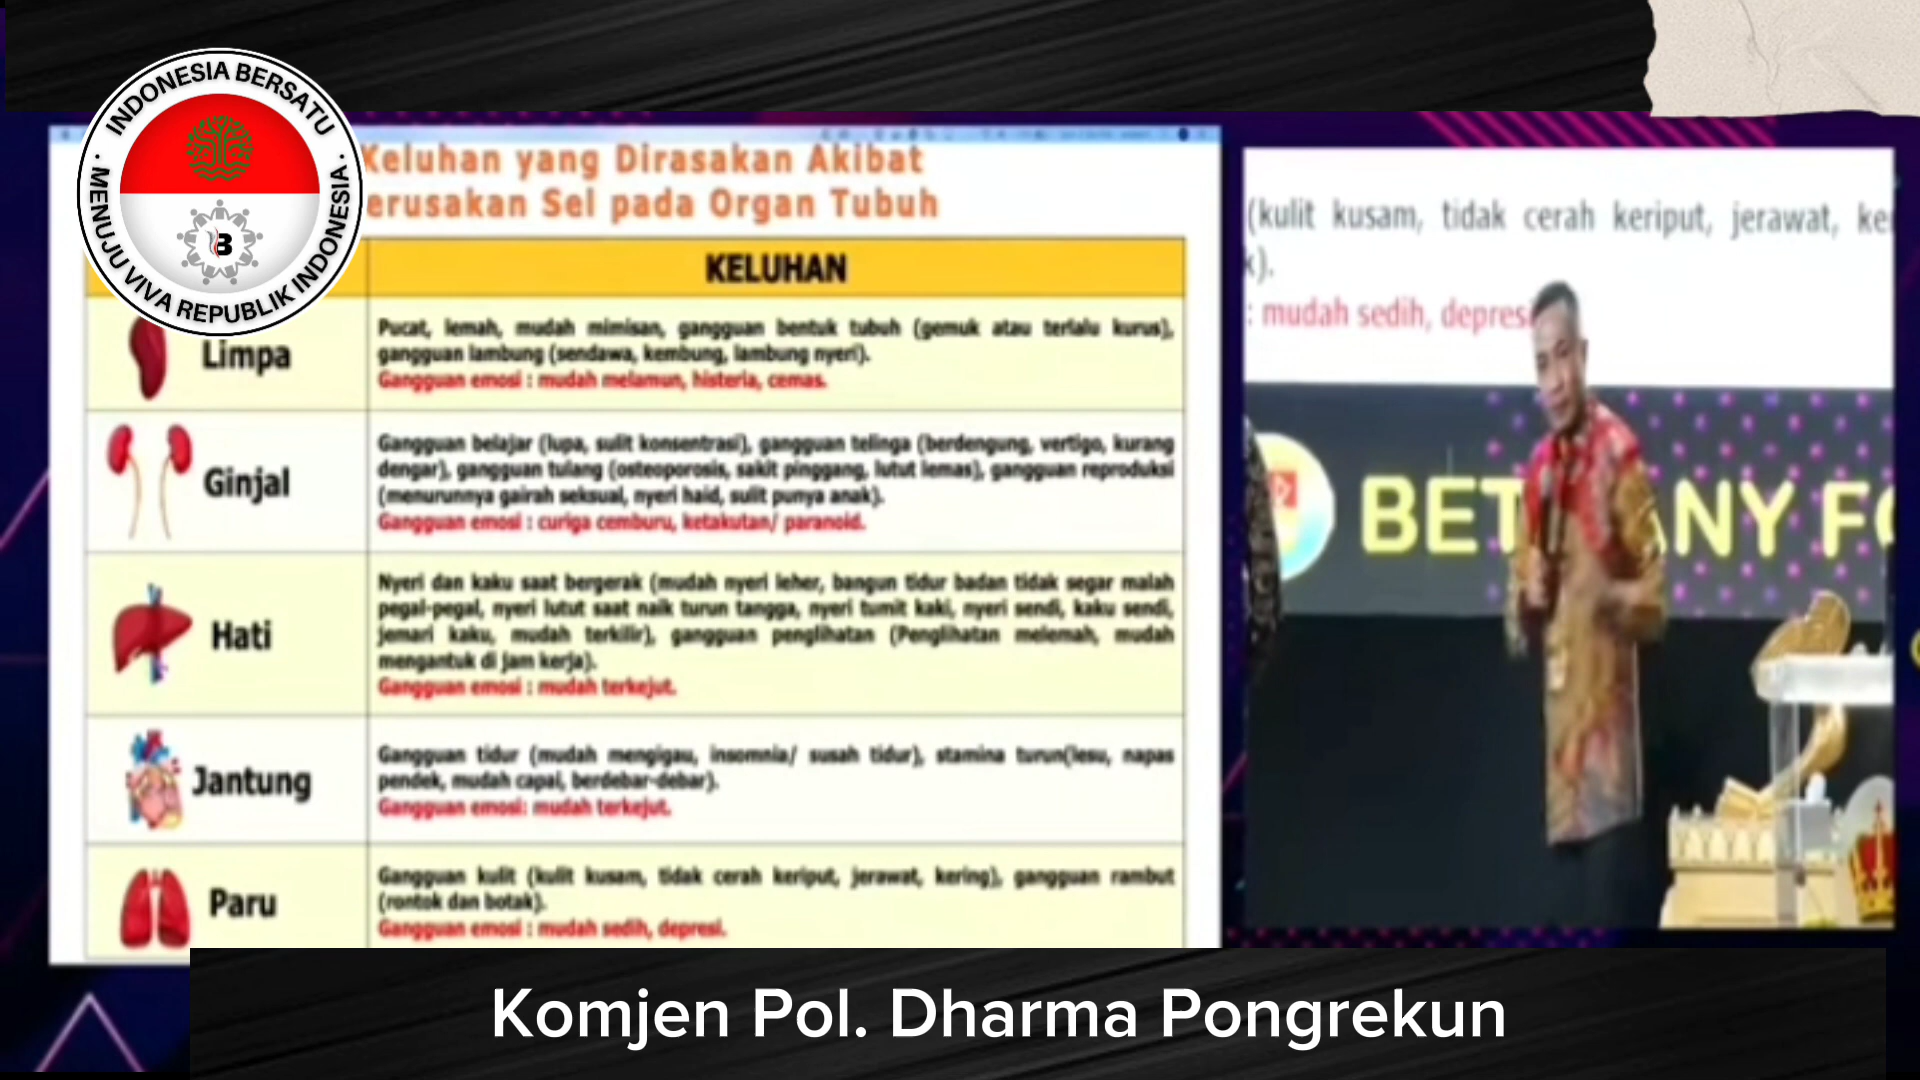 INDONESIA BERSATU
MENUJU VIVA REPUBLIK INDONESIA
B
Keluhan yang Dirasakan Akibat
erusakan Sel pada Organ Tubuh
KELUHAN
Limpa
Pucat, lemah, mudah mimisan, gangguan bentuk tubuh (gemuk atau terlalu kurus),
gangguan lambung (sendawa, kembung, lambung nyeri).
Gangguan emosi : mudah melamun, histeria, cemas.
Ginjal
Gangguan belajar (lupa, sulit konsentrasi), gangguan telinga (berdengung, vertigo, kurang
dengar), gangguan tulang (osteoporosis, sakit pinggang, lutut lemas), gangguan reproduksi
(menurunnya gairah seksual, nyeri haid, sulit punya anak).
Gangguan emosi : curiga cemburu, ketakutan/ paranoid.
Hati
Nyeri dan kaku saat bergerak (mudah nyeri leher, bangun tidur badan tidak segar malah
pegal-pegal, nyeri lutut saat naik turun tangga, nyeri tumit kaki, nyeri sendi, kaku sendi,
jemari kaku, mudah terkilir), gangguan penglihatan (Penglihatan melemah, mudah
mengantuk di jam kerja).
Gangguan emosi : mudah terkejut.
Jantung
Gangguan tidur (mudah mengigau, insomnia/ susah tidur), stamina turun(lesu, napas
pendek, mudah capai, berdebar-debar).
Gangguan emosi: mudah terkejut.
Paru
Gangguan kulit (kulit kusam, tidak cerah keriput, jerawat, kering), gangguan rambut
(rontok dan botak).
Gangguan emosi : mudah sedih, depresi.
(kulit kusam, tidak cerah keriput, jerawat, ke
k).
: mudah sedih, depres
BET ANY FO
Komjen Pol. Dharma Pongrekun